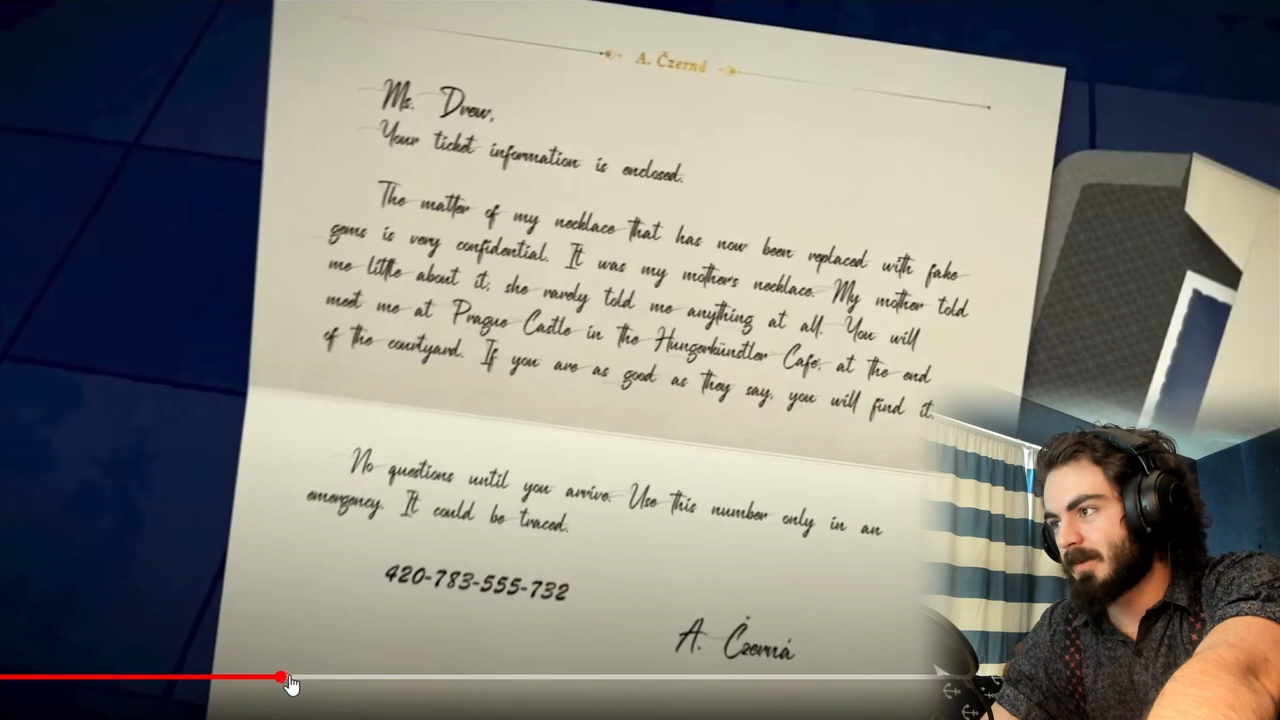 A. Čzerná
Ms. Drew,
Your ticket information is enclosed.
The matter of my necklace that has now been replaced with fake
gems is very confidential. It was my mother's necklace. My mother told
me little about it, she rarely told me anything at all. You will
meet me at Prague Castle in the Hungerkünstler Cafe, at the end
of the courtyard. If you are as good as they say, you will find it.
No questions until you arrive. Use this number only in an
emergency. It could be traced.
420-783-555-732
A. Čzerná